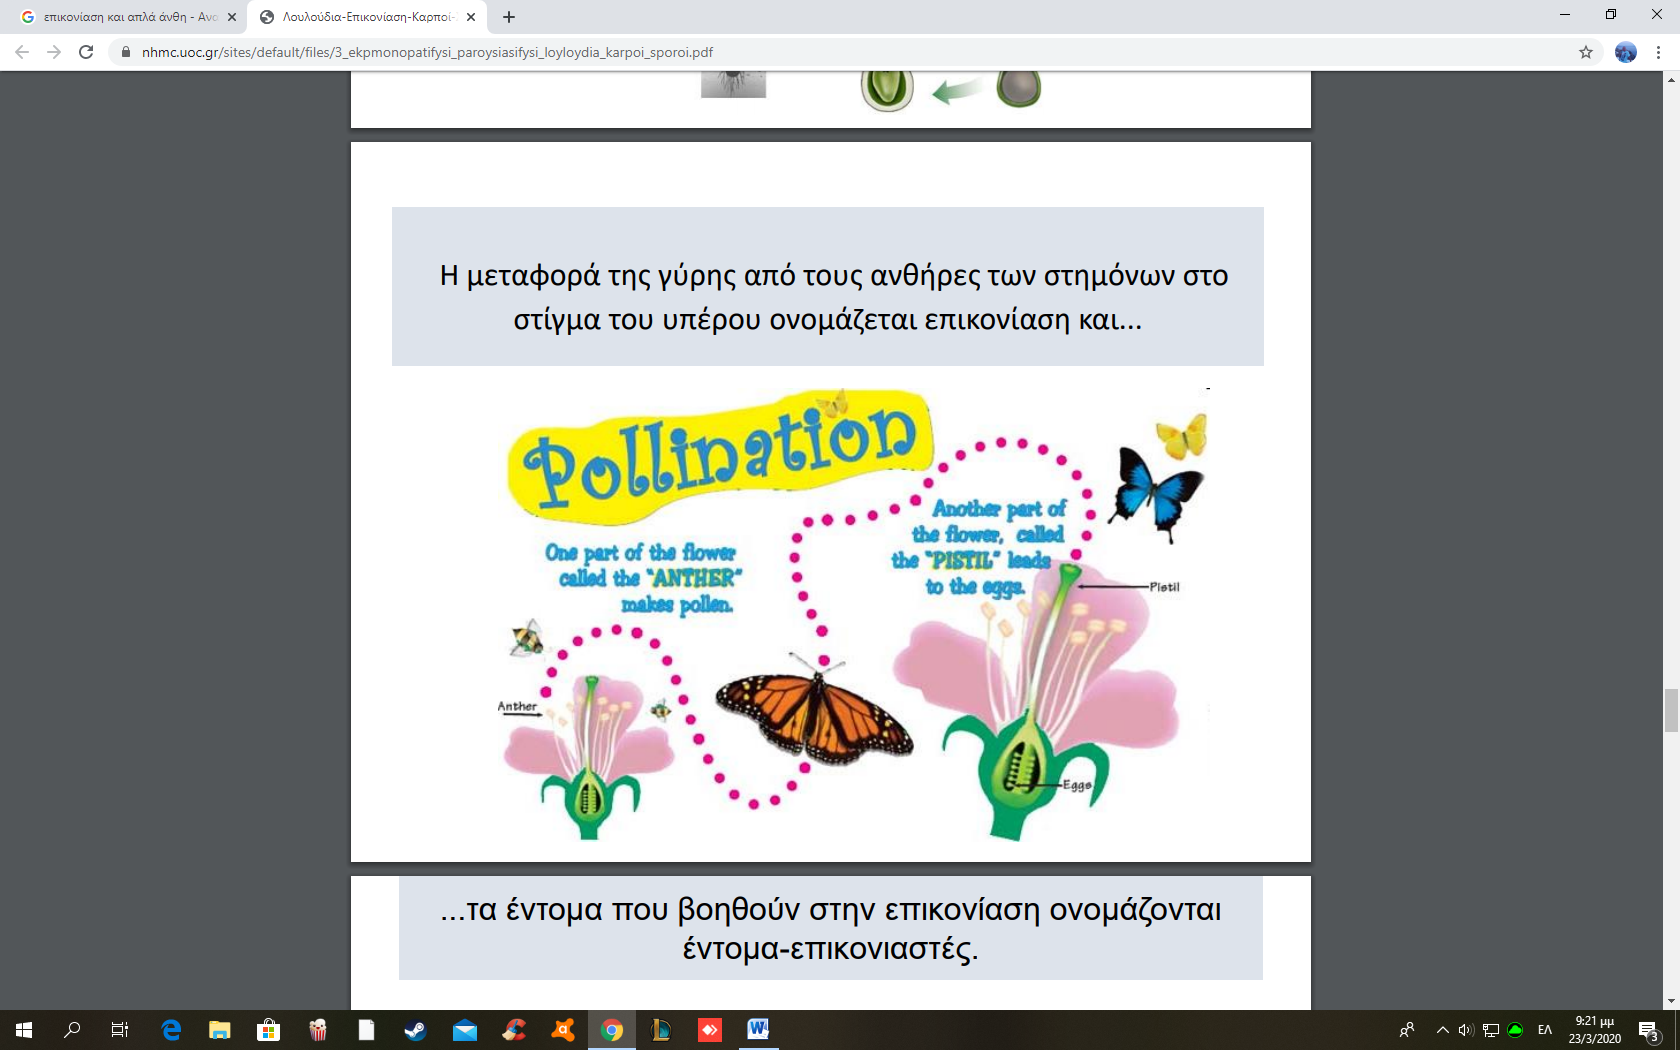 επικονίαση και απλά άνθη - Ανα
Λουλούδια-Επικονίαση-Καρποί-
nhmc.uoc.gr/sites/default/files/3_ekpmonopatifysi_paroysiasifysi_loyloydia_karpoi_sporoi.pdf
Η μεταφορά της γύρης από τους ανθήρες των στημόνων στο
στίγμα του υπέρου ονομάζεται επικονίαση και...
Pollination
One part of the flower
called the "ANTHER"
makes pollen.
Another part of
the flower, called
the "PISTIL" leads
to the eggs.
Pistil
Anther
Eggs
...τα έντομα που βοηθούν στην επικονίαση ονομάζονται
έντομα-επικονιαστές.
ΕΛ
9:21 μμ
23/3/2020
3